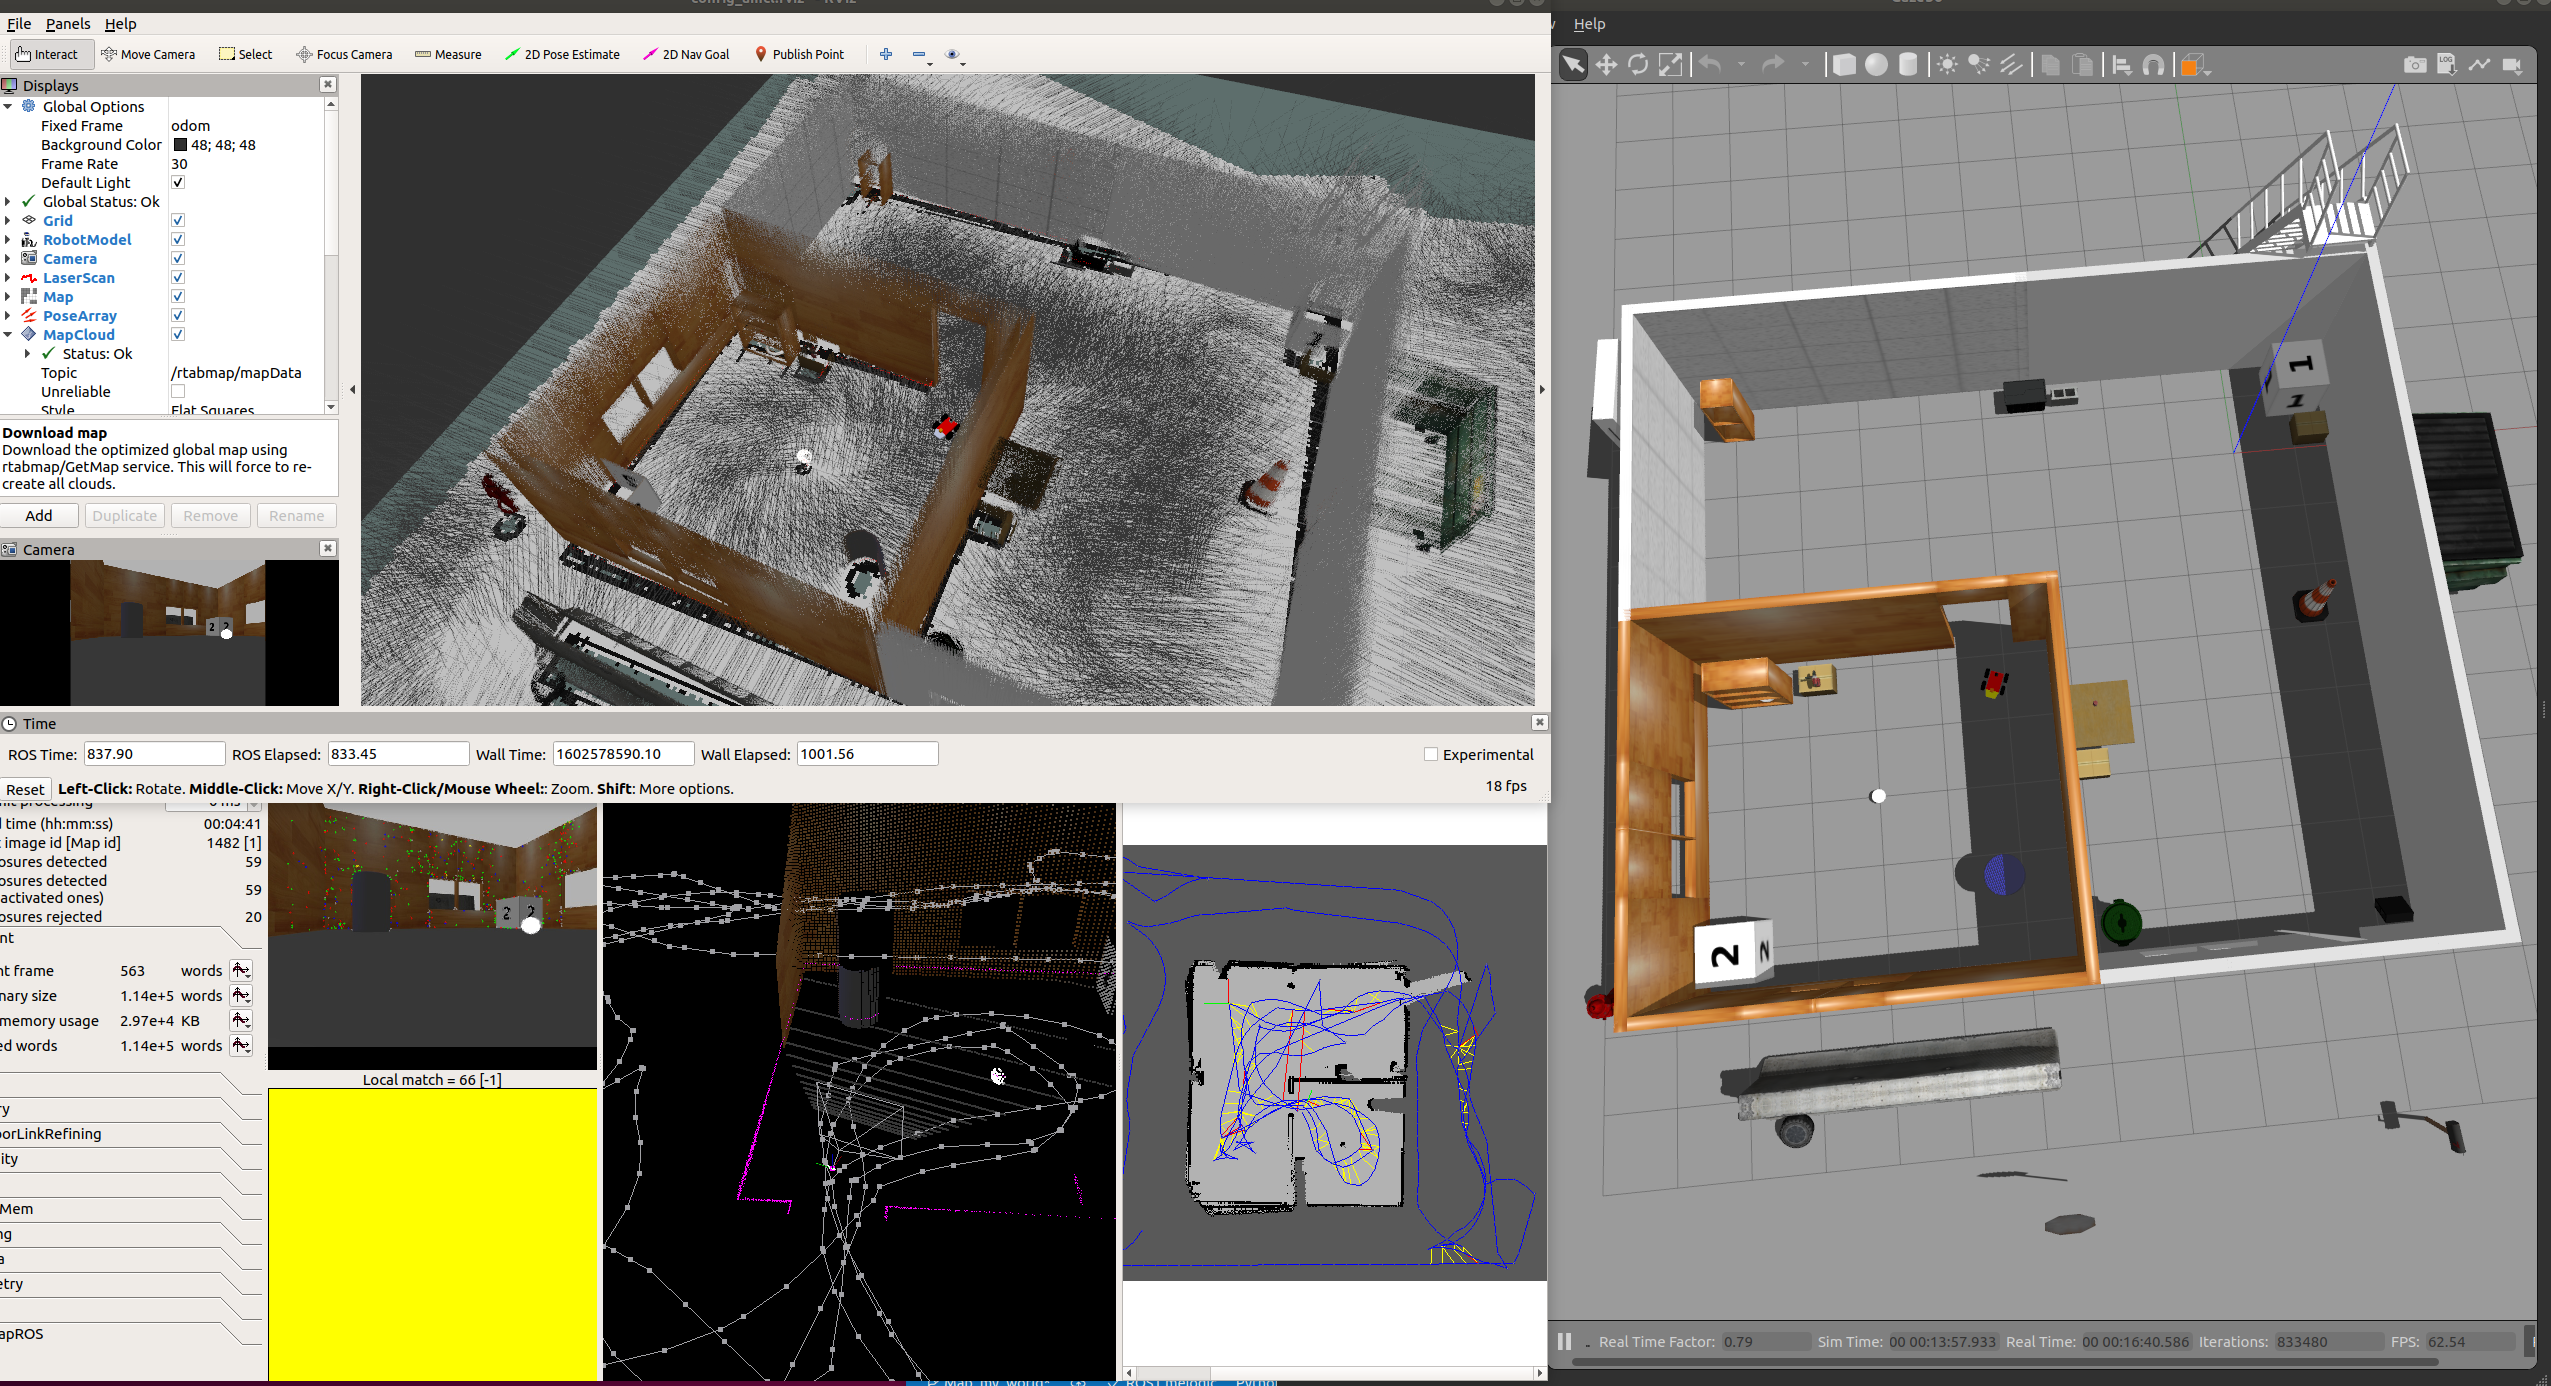 File Panels Help
Interact Move Camera Select Focus Camera Measure 2D Pose Estimate 2D Nav Goal Publish Point
Displays
Global Options
Fixed Frame odom
Background Color 48; 48; 48
Frame Rate 30
Default Light
Global Status: Ok
Grid
RobotModel
Camera
LaserScan
Map
PoseArray
MapCloud
Status: Ok
Topic /rtabmap/mapData
Unreliable
Style Flat Squares
Download map
Download the optimized global map using
rtabmap/GetMap service. This will force to re-
create all clouds.
Add Duplicate Remove Rename
Camera
2 2
Time
ROS Time: 837.90 ROS Elapsed: 833.45 Wall Time: 1602578590.10 Wall Elapsed: 1001.56 Experimental
Reset Left-Click: Rotate. Middle-Click: Move X/Y. Right-Click/Mouse Wheel:: Zoom. Shift: More options. 18 fps
l time (hh:mm:ss) 00:04:41
t image id [Map id] 1482 [1]
osures detected 59
osures detected
activated ones) 59
osures rejected 20
nt
nt frame 563 words
nary size 1.14e+5 words
memory usage 2.97e+4 KB
ed words 1.14e+5 words
ry
orLinkRefining
ity
Mem
ng
a
etry
apROS
2 2
Local match = 66 [-1]
Help
LOG
1
1
2 2
Real Time Factor: 0.79 Sim Time: 00 00:13:57.933 Real Time: 00 00:16:40.586 Iterations: 833480 FPS: 62.54